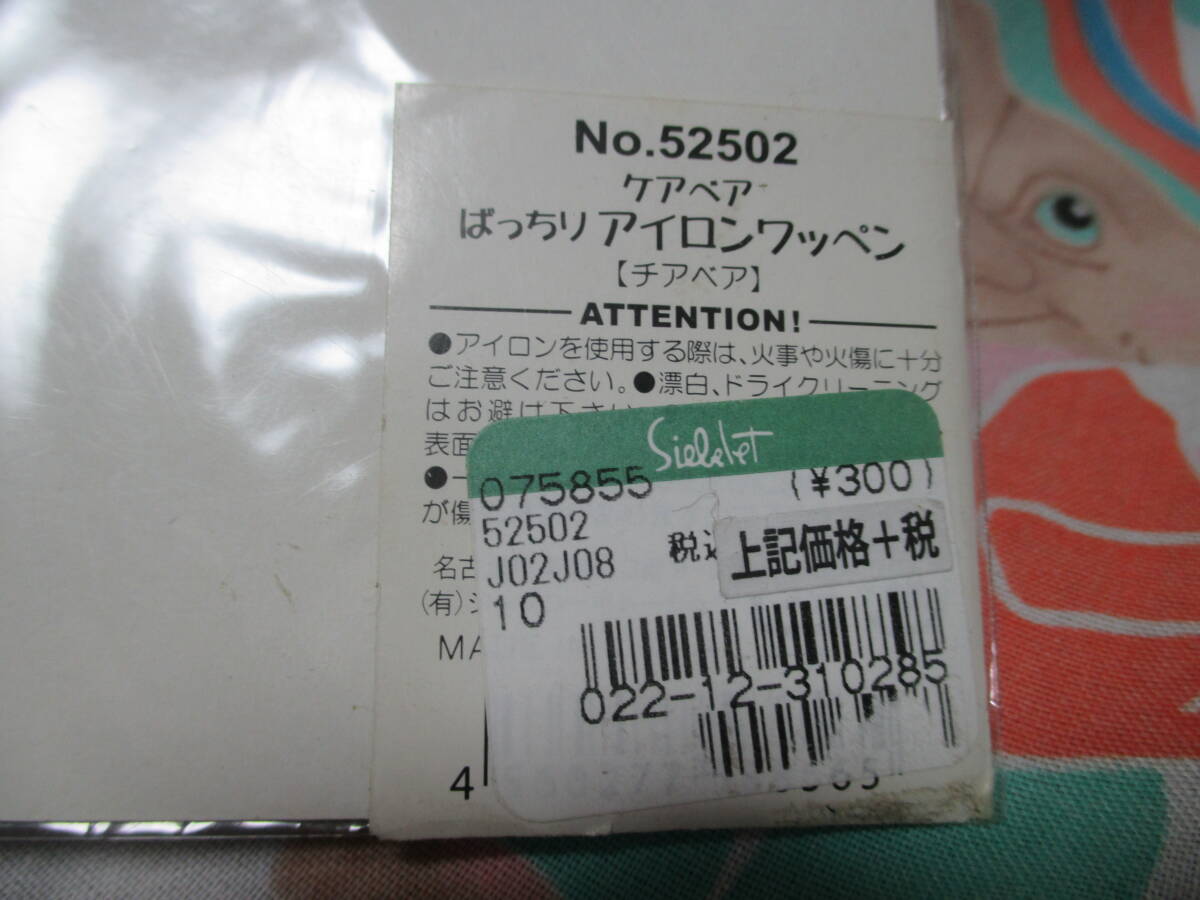 No.52502
ケアベア
ばっちりアイロンワッペン
【チアベア】
ATTENTION!
●アイロンを使用する際は、火事や火傷に十分
ご注意ください。●漂白、ドライクリーニング
はお避け下さい
表面
●一
が傷
名古
(有)
MA
4
075855 (¥300)
52502
税込
上記価格+税
J02J08
10
022-12-310285